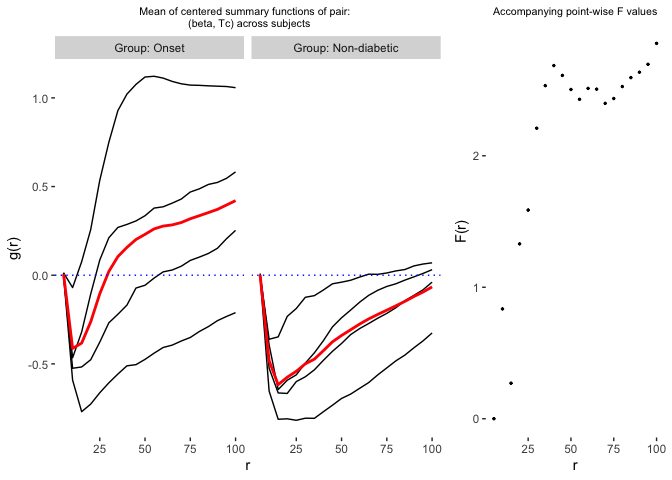 Mean of centered summary functions of pair:
(beta, Tc) across subjects
Accompanying point-wise F values
Group: Onset
Group: Non-diabetic
g(r)
1.0
0.5
0.0
-0.5
25
50
75
100
25
50
75
100
r
F(r)
2
1
0
25
50
75
100
r